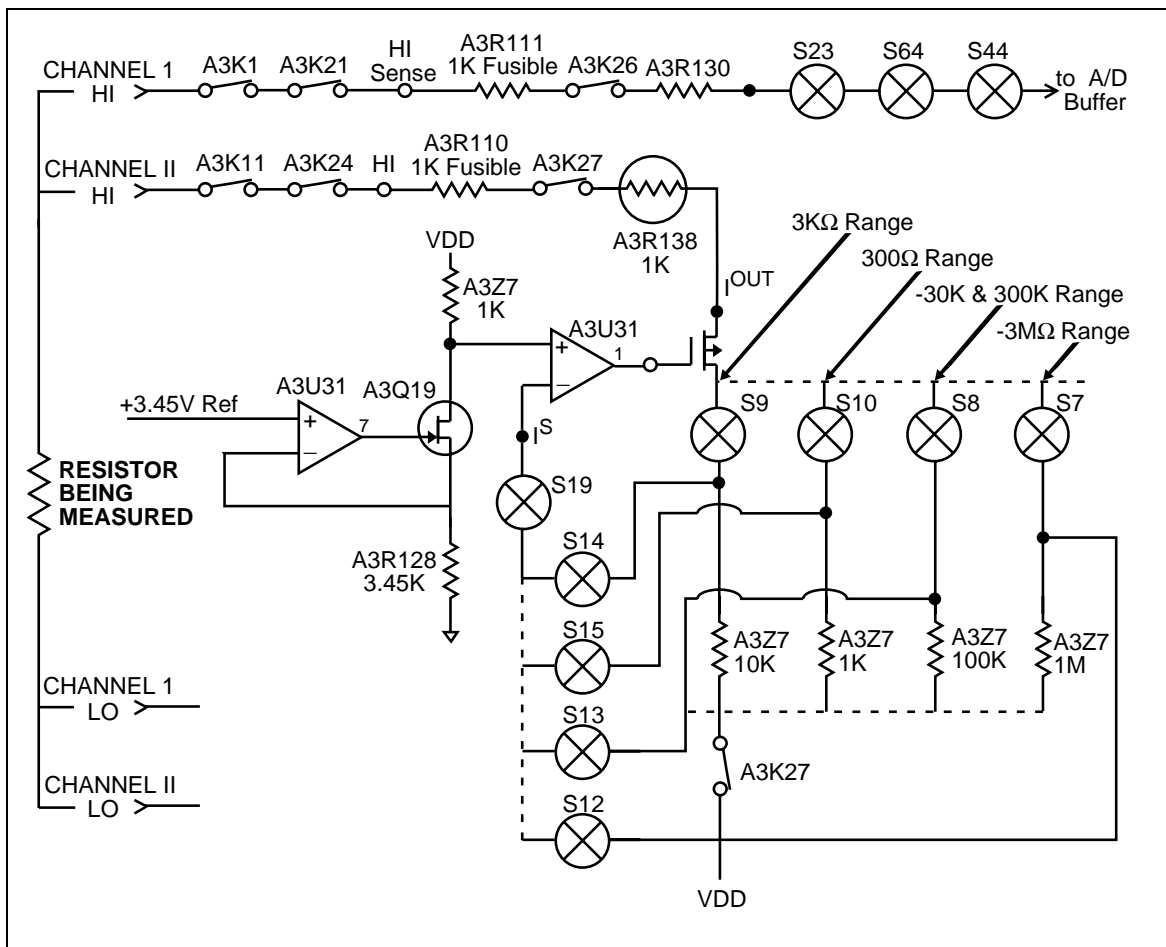 CHANNEL 1
HI
A3K1
A3K21
HI
Sense
A3R111
1K Fusible
A3K26
A3R130
S23
S64
S44
to A/D
Buffer
CHANNEL II
HI
A3K11
A3K24
HI
A3R110
1K Fusible
A3K27
A3R138
1K
3KΩ Range
300Ω Range
-30K & 300K Range
-3MΩ Range
VDD
A3Z7
1K
I OUT
A3U31
+
−
1
A3U31
+
−
7
A3Q19
+3.45V Ref
I S
S9
S10
S8
S7
RESISTOR
BEING
MEASURED
S19
A3R128
3.45K
S14
S15
S13
S12
A3Z7
10K
A3Z7
1K
A3Z7
100K
A3Z7
1M
CHANNEL 1
LO
CHANNEL II
LO
A3K27
VDD